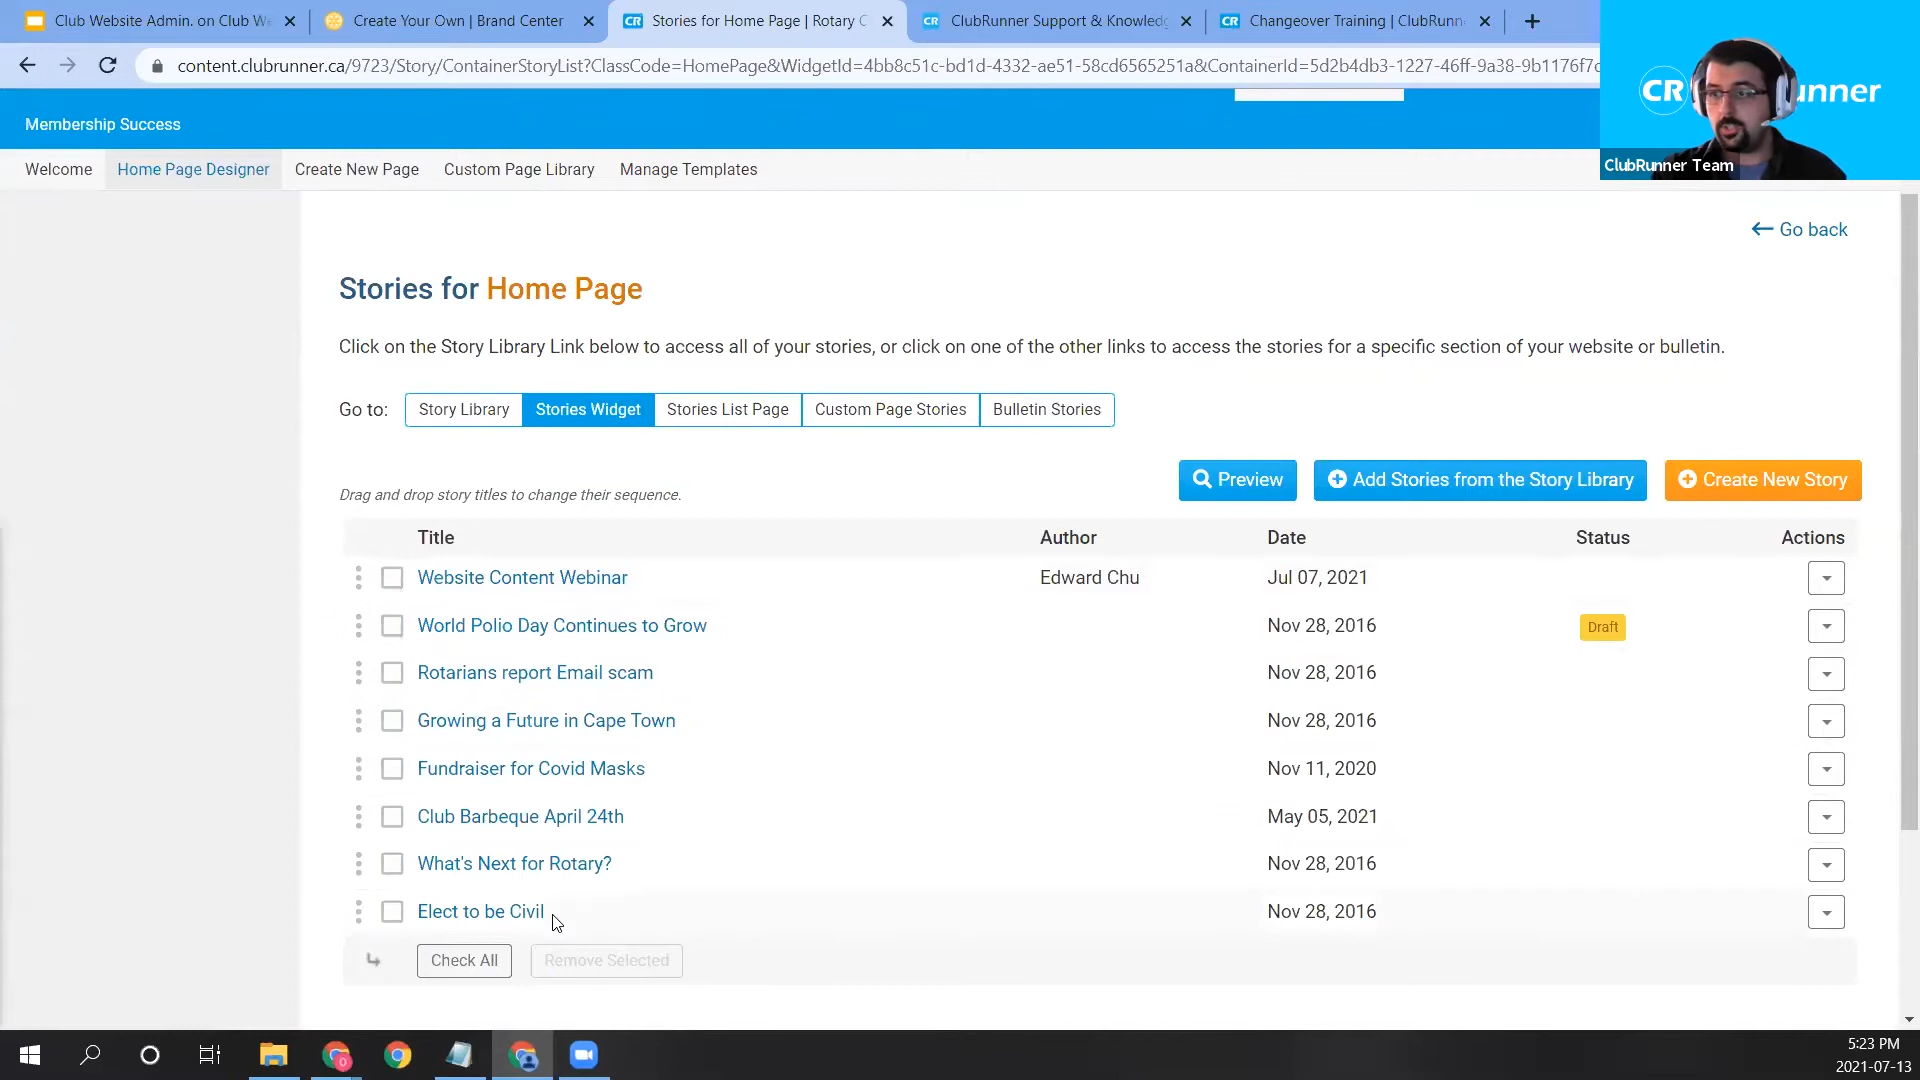 Club Website Admin. on Club We
Create Your Own | Brand Center
Stories for Home Page | Rotary C
ClubRunner Support & Knowledg
Changeover Training | ClubRunn
content.clubrunner.ca/9723/Story/ContainerStoryList?ClassCode=HomePage&WidgetId=4bb8c51c-bd1d-4332-ae51-58cd6565251a&ContainerId=5d2b4db3-1227-46ff-9a38-9b1176f7c
CR unner
ClubRunner Team
Membership Success
Welcome
Home Page Designer
Create New Page
Custom Page Library
Manage Templates
Go back
Stories for Home Page
Click on the Story Library Link below to access all of your stories, or click on one of the other links to access the stories for a specific section of your website or bulletin.
Go to: Story Library Stories Widget Stories List Page Custom Page Stories Bulletin Stories
Drag and drop story titles to change their sequence.
Preview
Add Stories from the Story Library
Create New Story
Title Author Date Status Actions
Website Content Webinar Edward Chu Jul 07, 2021
World Polio Day Continues to Grow Nov 28, 2016 Draft
Rotarians report Email scam Nov 28, 2016
Growing a Future in Cape Town Nov 28, 2016
Fundraiser for Covid Masks Nov 11, 2020
Club Barbeque April 24th May 05, 2021
What's Next for Rotary? Nov 28, 2016
Elect to be Civil Nov 28, 2016
Check All Remove Selected
5:23 PM
2021-07-13